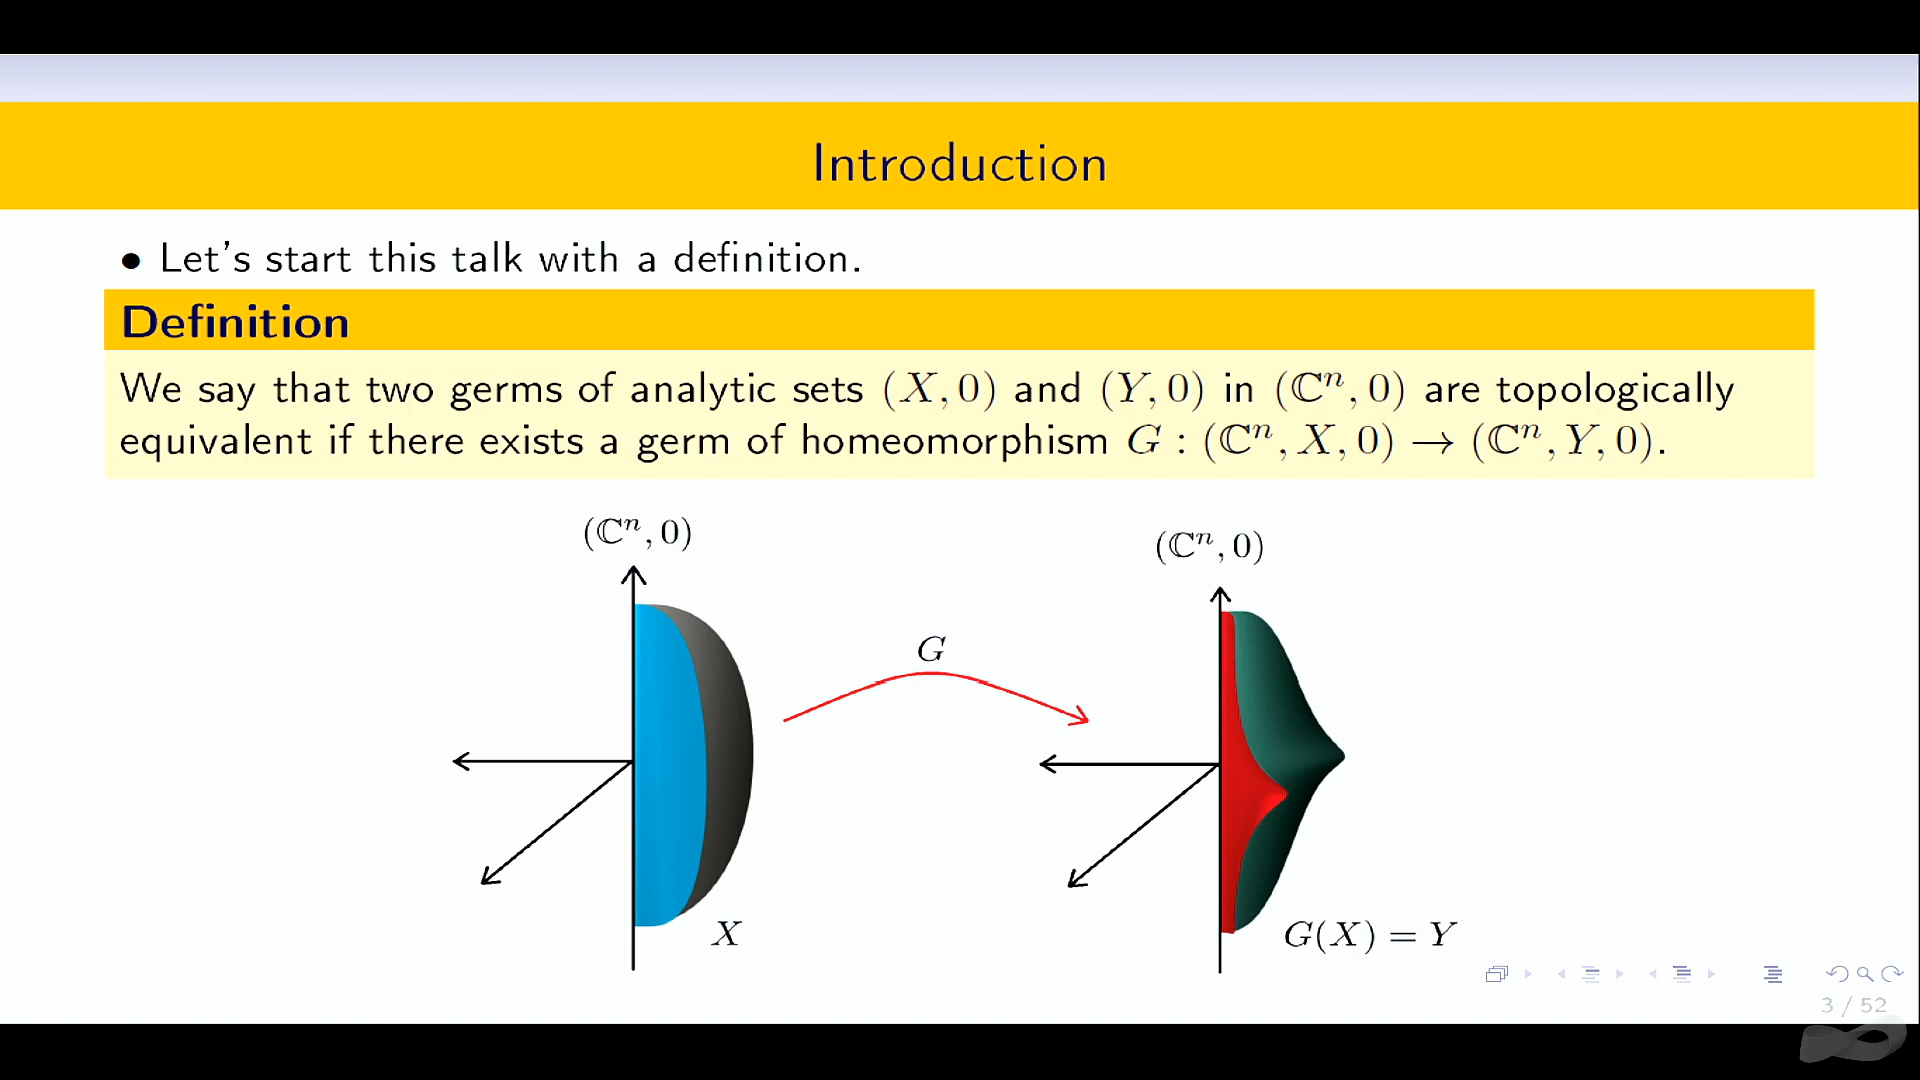 Introduction
• Let's start this talk with a definition.
Definition
We say that two germs of analytic sets (X, 0) and (Y, 0) in (ℂⁿ, 0) are topologically
equivalent if there exists a germ of homeomorphism G : (ℂⁿ, X, 0) → (ℂⁿ, Y, 0).
(ℂⁿ, 0)
(ℂⁿ, 0)
G
X
G(X) = Y
3 / 52